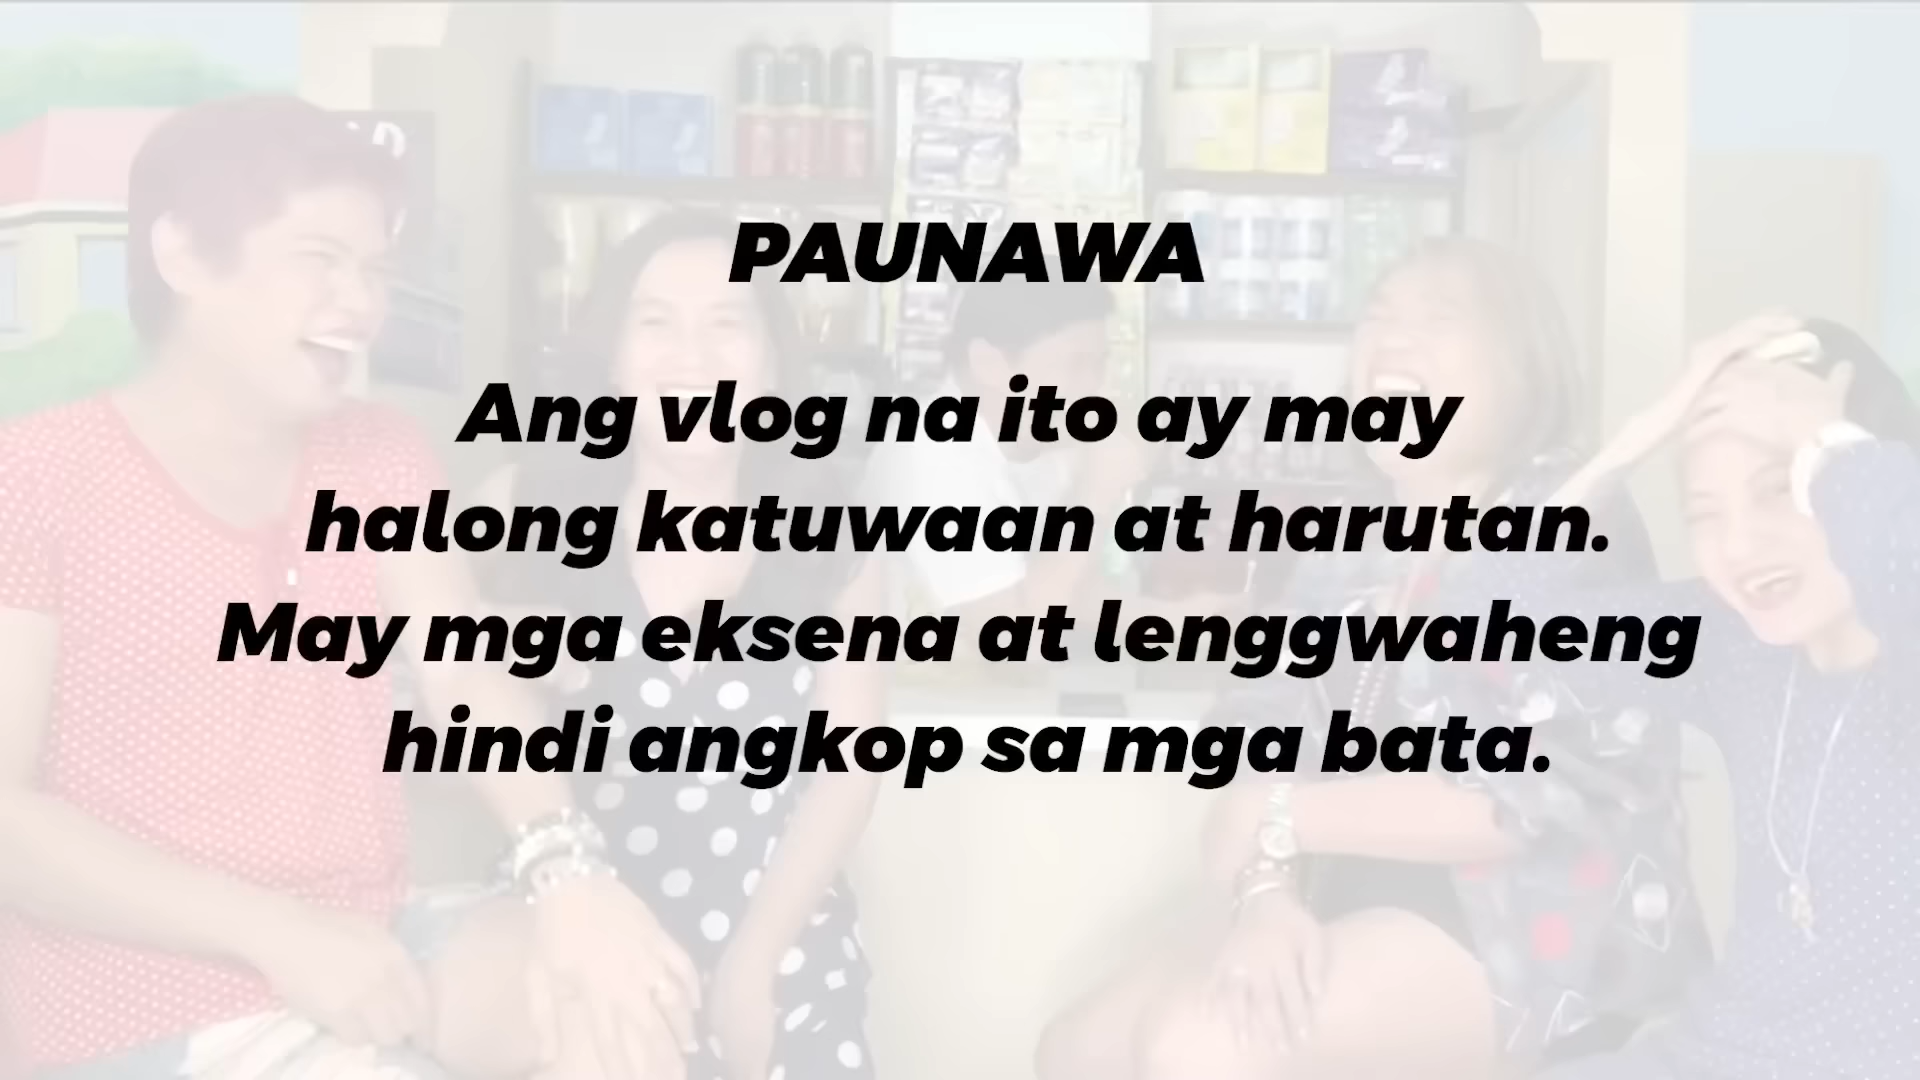 PAUNAWA
Ang vlog na ito ay may
halong katuwaan at harutan.
May mga eksena at lenggwaheng
hindi angkop sa mga bata.